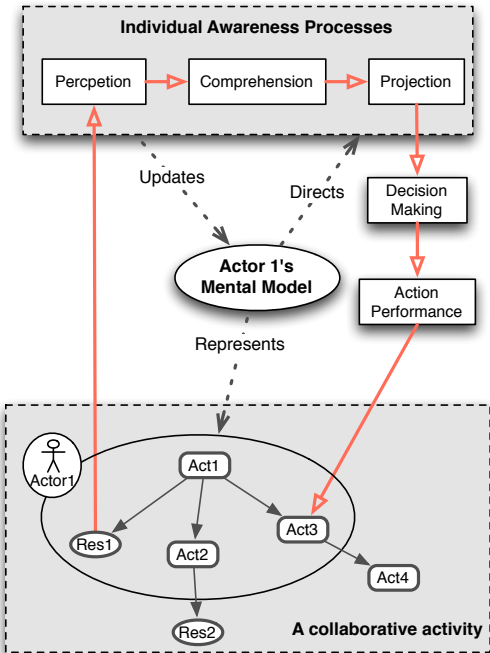 Individual Awareness Processes
Percpetion
Comprehension
Projection
Updates
Directs
Decision
Making
Actor 1's
Mental Model
Action
Performance
Represents
Actor1
Act1
Res1
Act2
Act3
Act4
Res2
A collaborative activity